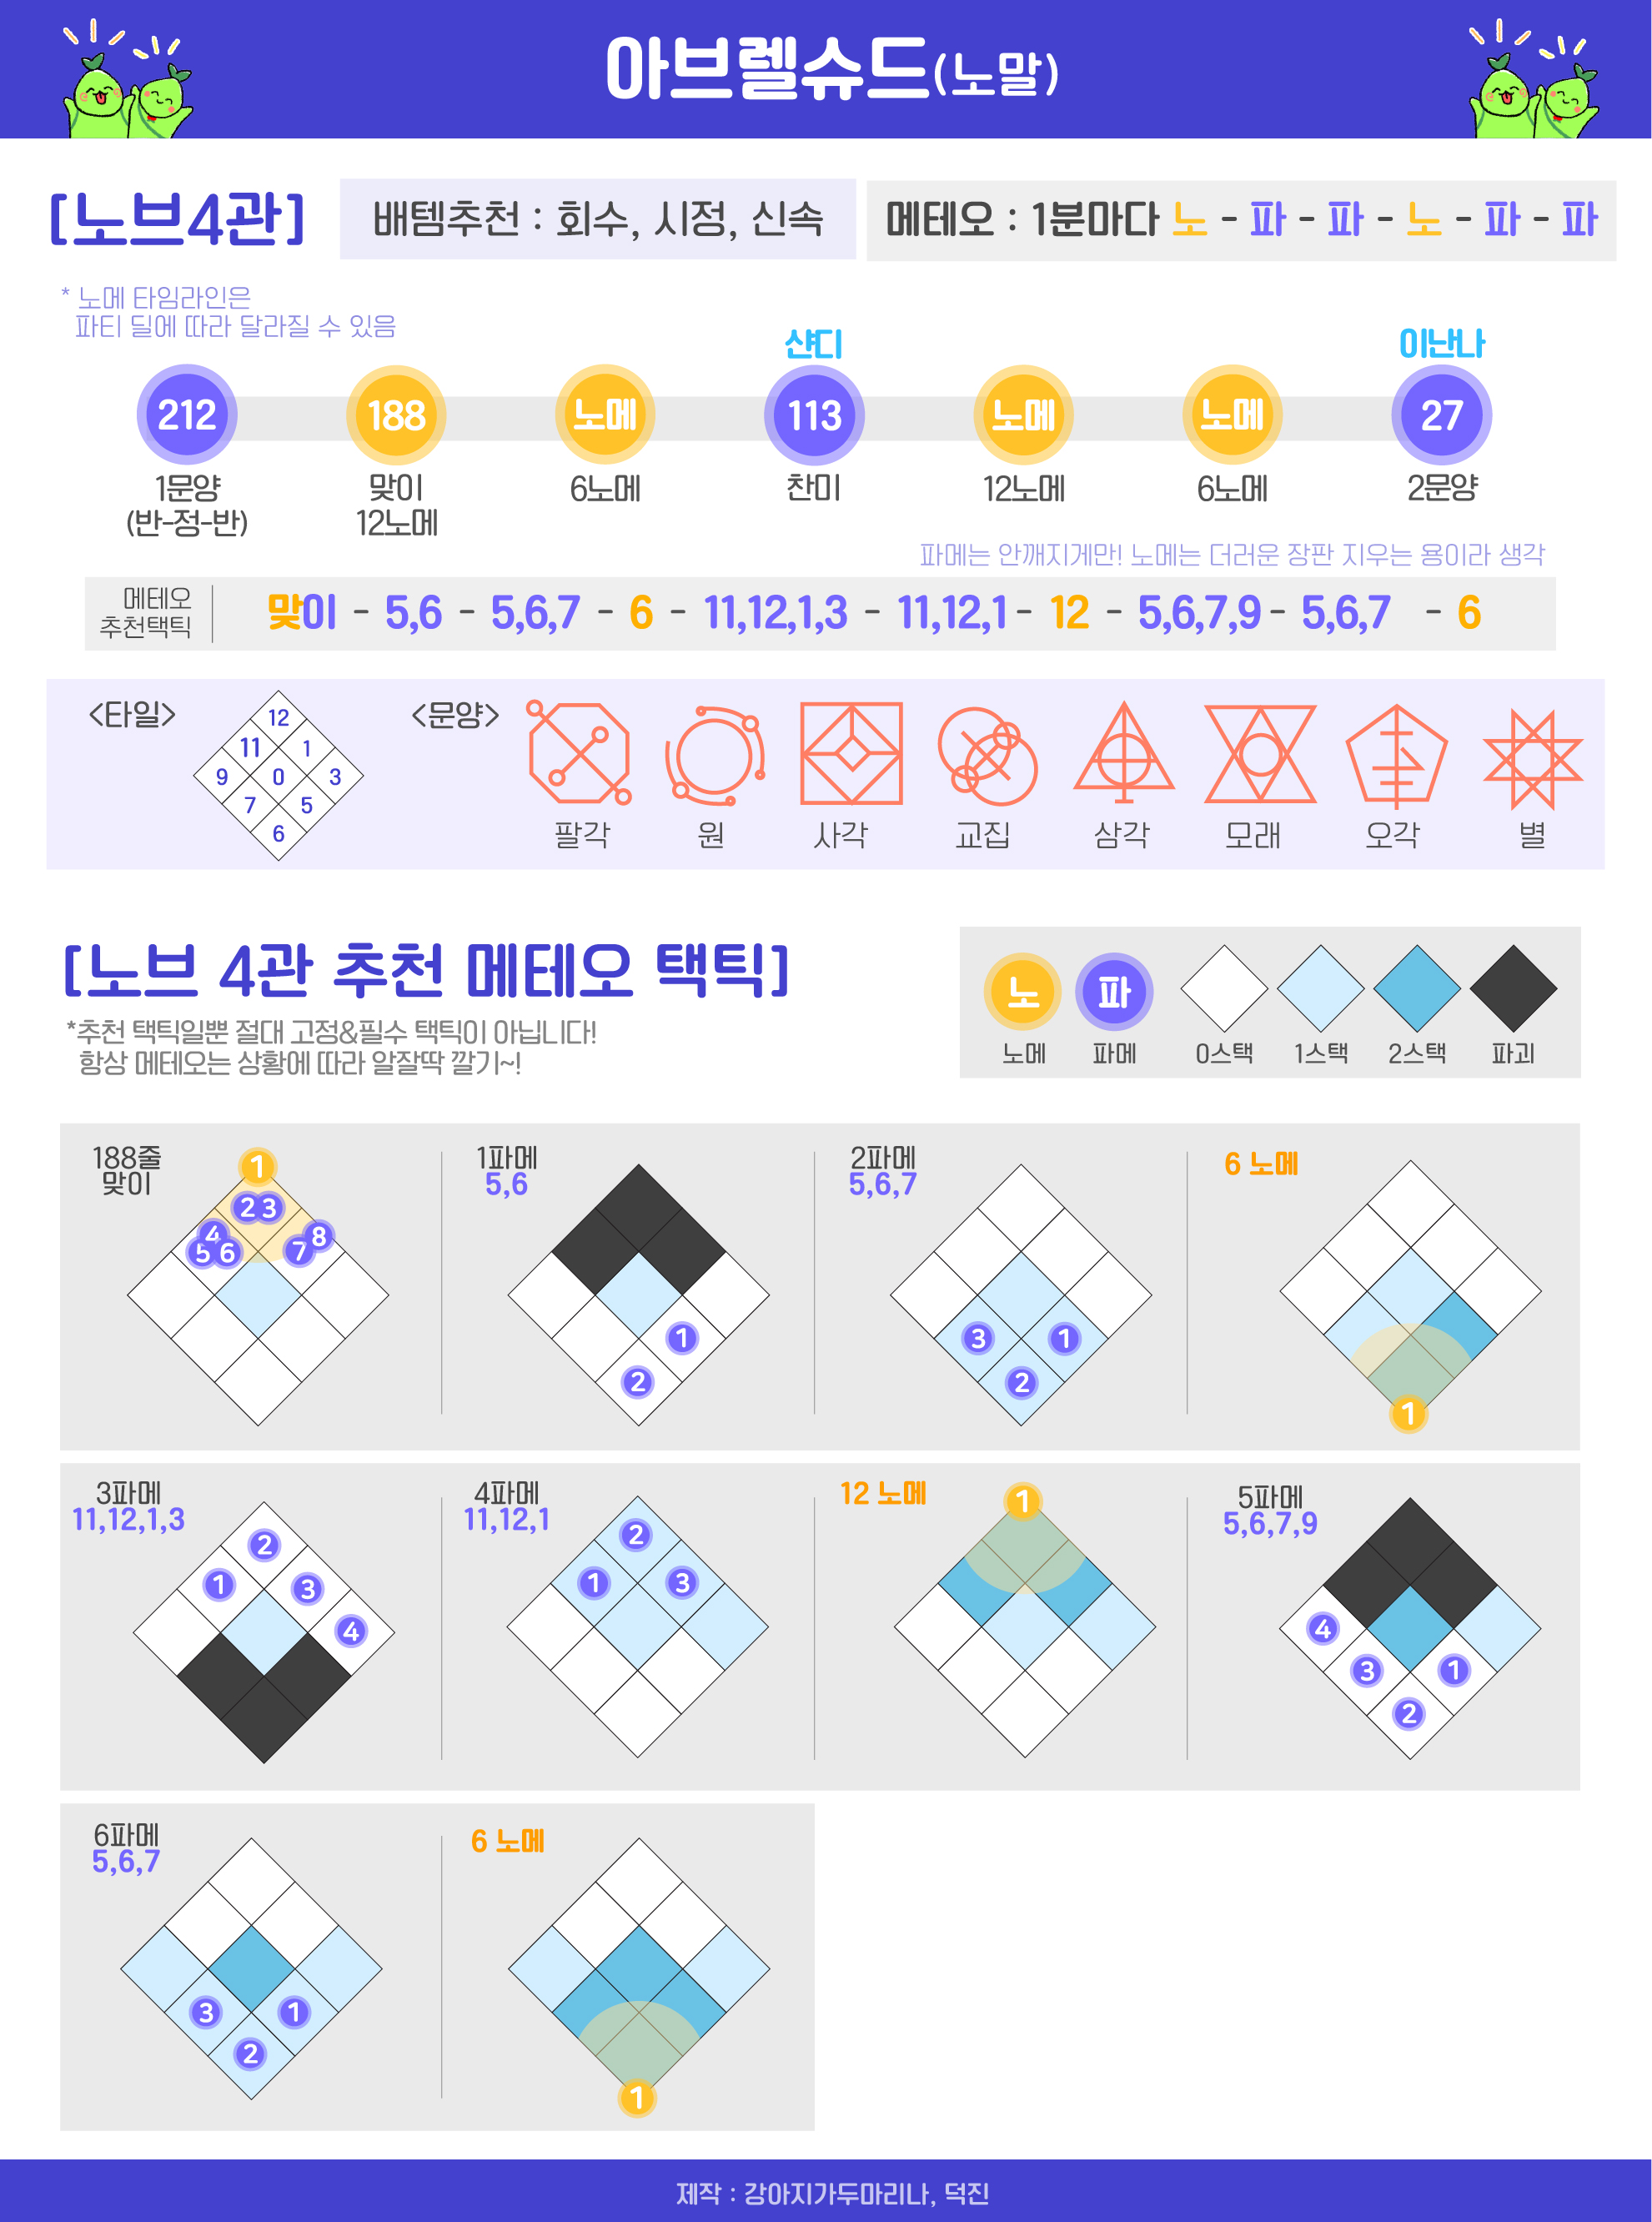 아브렐슈드(노말)
[노브4관]
배템추천 : 회수, 시정, 신속
메테오 : 1분마다 노 - 파 - 파 - 노 - 파 - 파
* 노메 타임라인은
파티 딜에 따라 달라질 수 있음
샨디
이난나
212
188
노메
113
노메
노메
27
1문양
(반-정-반)
맞이
12노메
6노메
찬미
12노메
6노메
2문양
파메는 안깨지게만! 노메는 더러운 장판 지우는 용이라 생각
메테오
추천택틱
맞이 - 5,6 - 5,6,7 - 6 - 11,12,1,3 - 11,12,1 - 12 - 5,6,7,9 - 5,6,7 - 6
<타일>
12
11 1
9 0 3
7 5
6
<문양>
팔각
원
사각
교집
삼각
모래
오각
별
[노브 4관 추천 메테오 택틱]
*추천 택틱일뿐 절대 고정&필수 택틱이 아닙니다!
항상 메테오는 상황에 따라 알잘딱 깔기~!
노
파
노메
파메
0스택
1스택
2스택
파괴
188줄
맞이
1
2 3
4
5 6
7
8
1파메
5,6
1
2
2파메
5,6,7
3
1
2
6 노메
1
3파메
11,12,1,3
2
1
3
4
4파메
11,12,1
2
1
3
12 노메
1
5파메
5,6,7,9
4
3
1
2
6파메
5,6,7
3
1
2
6 노메
1
제작 : 강아지가두마리나, 덕진